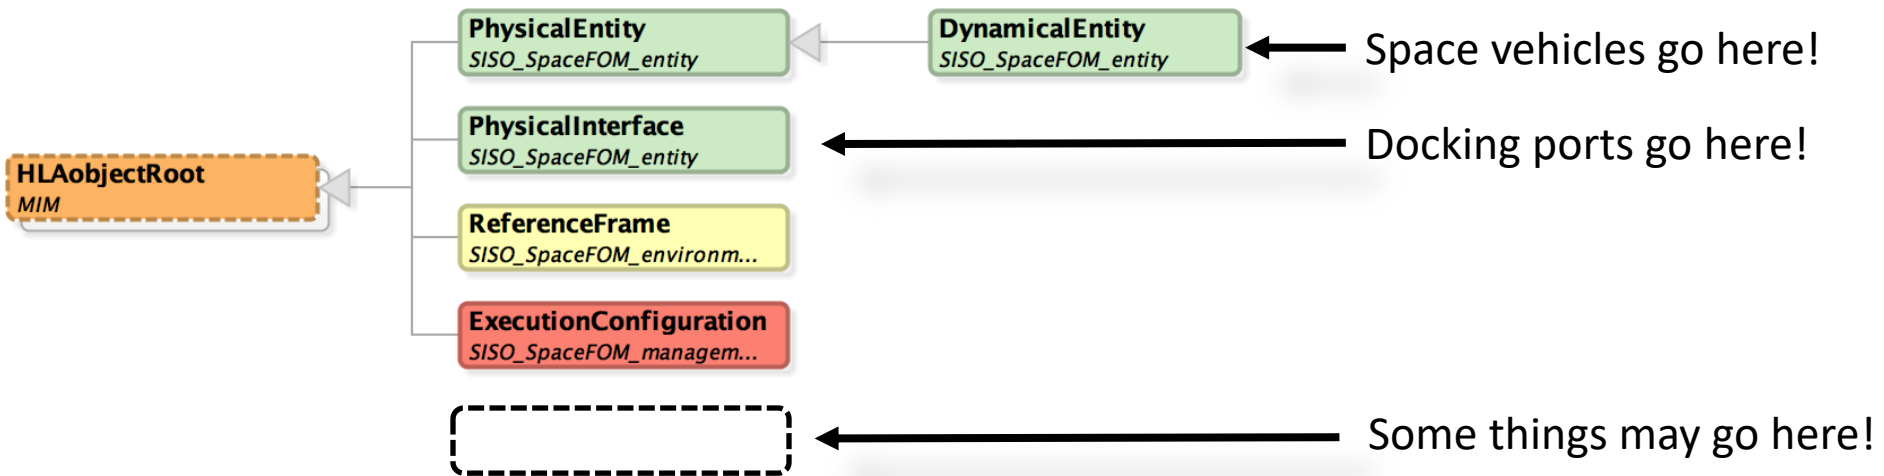 PhysicalEntity
SISO_SpaceFOM_entity
DynamicalEntity
SISO_SpaceFOM_entity
Space vehicles go here!
PhysicalInterface
SISO_SpaceFOM_entity
Docking ports go here!
HLAobjectRoot
MIM
ReferenceFrame
SISO_SpaceFOM_environm...
ExecutionConfiguration
SISO_SpaceFOM_managem...
Some things may go here!